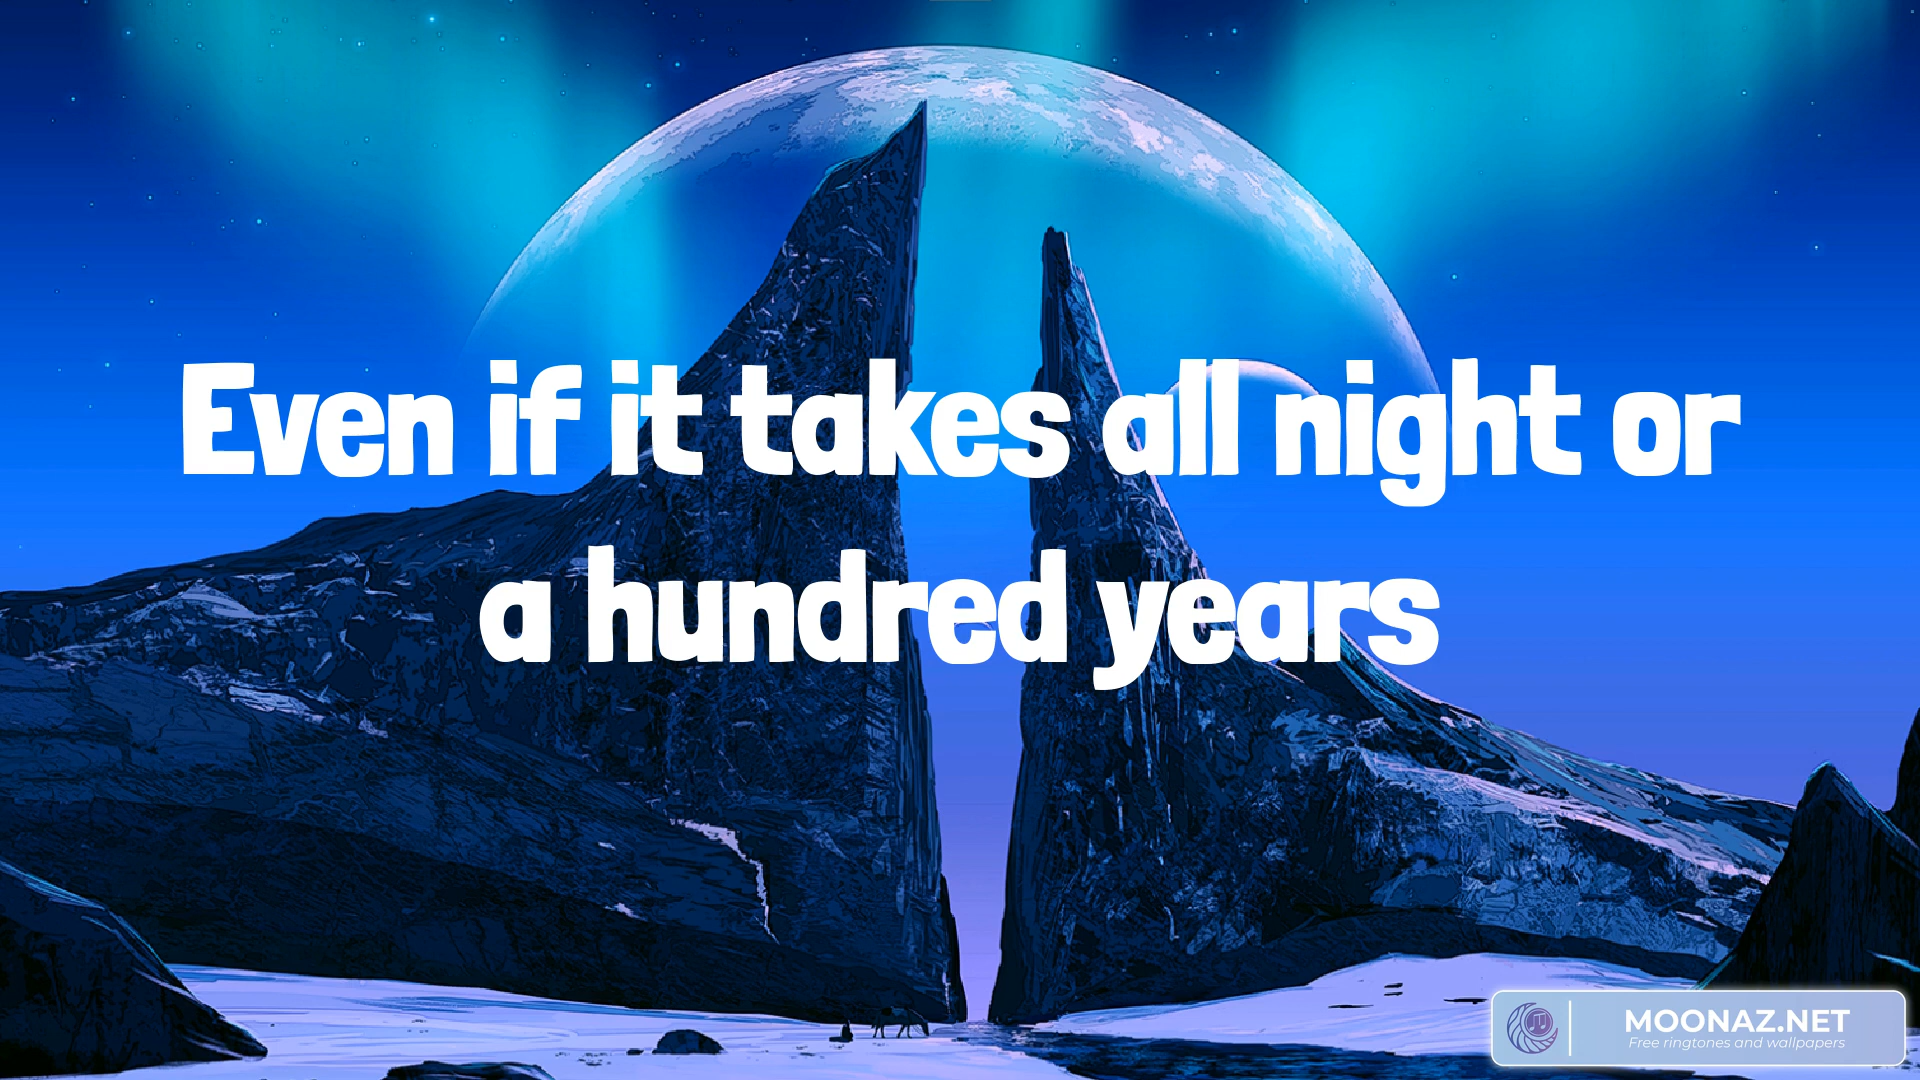 Even if it takes all night or
a hundred years
MOONAZ.NET
Free ringtones and wallpapers